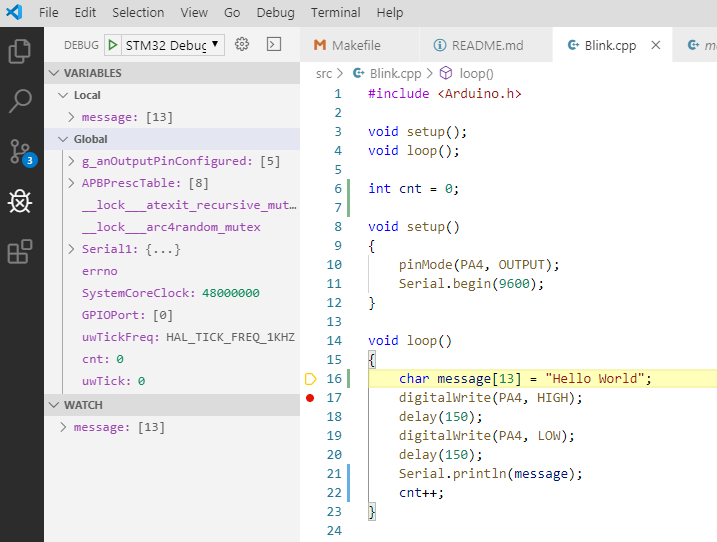 File Edit Selection View Go Debug Terminal Help
DEBUG STM32 Debug
Makefile README.md Blink.cpp
src > Blink.cpp > loop()
VARIABLES
Local
message: [13]
Global
g_anOutputPinConfigured: [5]
APBPrescTable: [8]
__lock___atexit_recursive_mut…
__lock___arc4random_mutex
Serial1: {...}
errno
SystemCoreClock: 48000000
GPIOPort: [0]
uwTickFreq: HAL_TICK_FREQ_1KHZ
cnt: 0
uwTick: 0
WATCH
message: [13]
3
1 #include <Arduino.h>
2
3 void setup();
4 void loop();
5
6 int cnt = 0;
7
8 void setup()
9 {
10 pinMode(PA4, OUTPUT);
11 Serial.begin(9600);
12 }
13
14 void loop()
15 {
16 char message[13] = "Hello World";
17 digitalWrite(PA4, HIGH);
18 delay(150);
19 digitalWrite(PA4, LOW);
20 delay(150);
21 Serial.println(message);
22 cnt++;
23 }
24